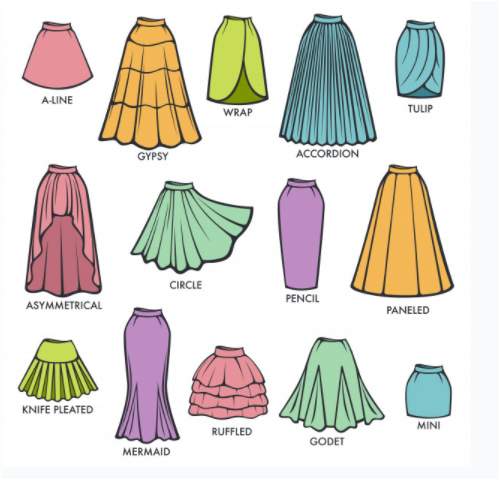 A-LINE
GYPSY
WRAP
ACCORDION
TULIP
ASYMMETRICAL
CIRCLE
PENCIL
PANELED
KNIFE PLEATED
MERMAID
RUFFLED
GODET
MINI